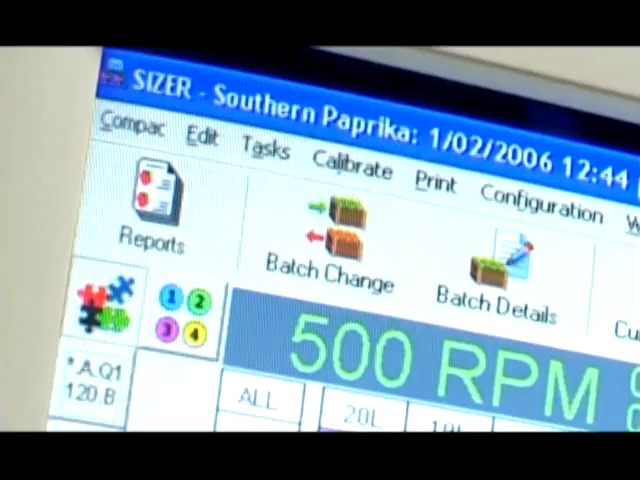 SIZER - Southern Paprika: 1/02/2006 12:44
Compac Edit Tasks Calibrate Print Configuration
Reports Batch Change Batch Details
1 2
3 4
500 RPM
*.A.Q1
120.B
ALL 20L